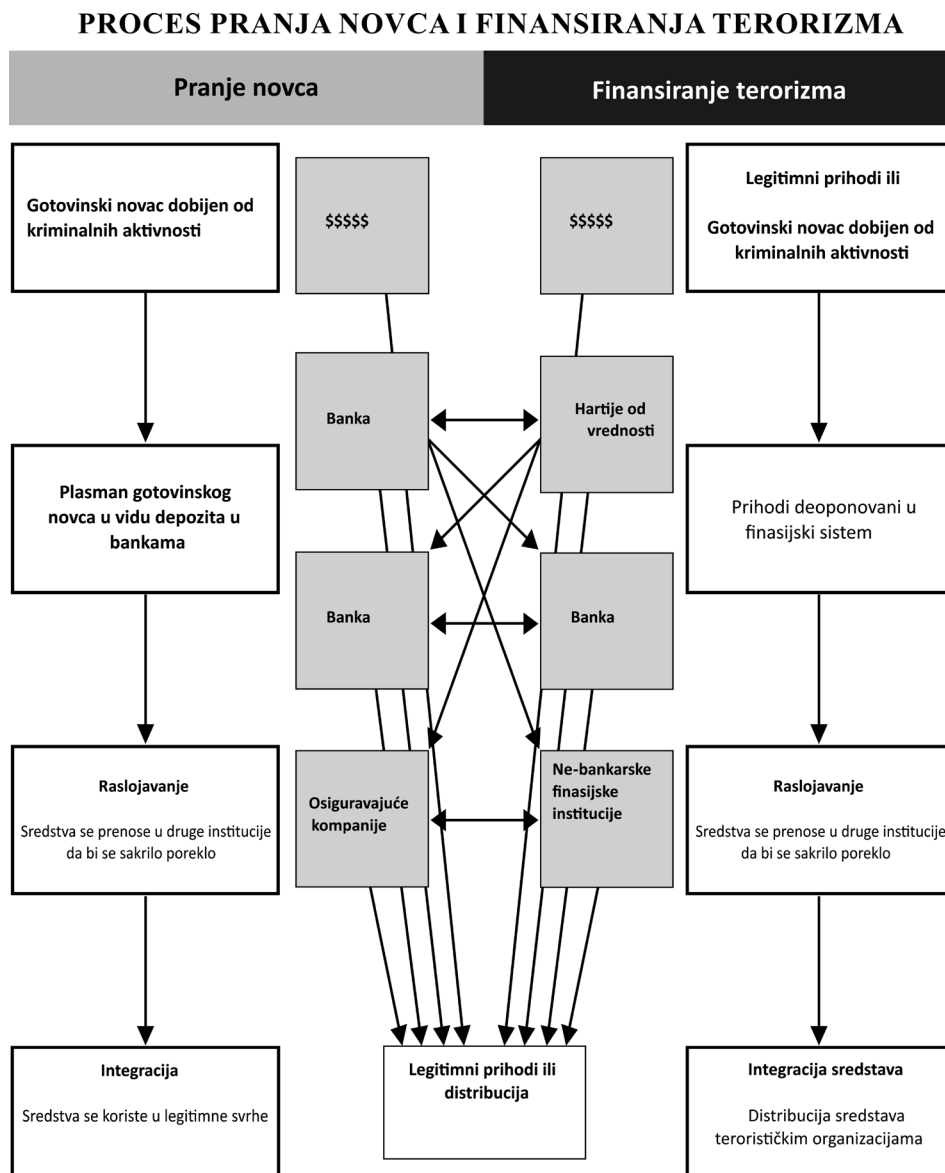 PROCES PRANJA NOVCA I FINANSIRANJA TERORIZMA
Pranje novca
Finansiranje terorizma
Gotovinski novac dobijen od
kriminalnih aktivnosti
$$$$$
$$$$$
Legitimni prihodi ili
Gotovinski novac dobijen od
kriminalnih aktivnosti
Banka
Hartije od
vrednosti
Plasman gotovinskog
novca u vidu depozita u
bankama
Prihodi deoponovani u
finasijski sistem
Banka
Banka
Raslojavanje
Sredstva se prenose u druge institucije
da bi se sakrilo poreklo
Osiguravajuće
kompanije
Ne-bankarske
finasijske
institucije
Raslojavanje
Sredstva se prenose u druge institucije
da bi se sakrilo poreklo
Integracija
Sredstva se koriste u legitimne svrhe
Legitimni prihodi ili
distribucija
Integracija sredstava
Distribucija sredstava
terorističkim organizacijama